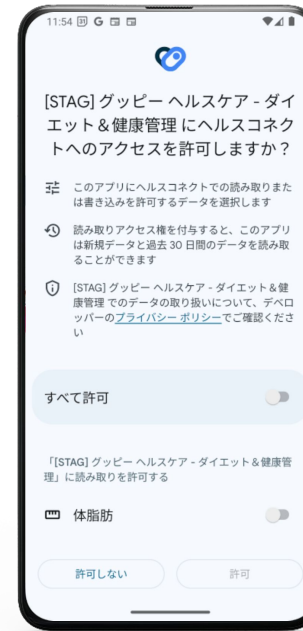 11:54
[STAG] グッピー ヘルスケア - ダイ
エット＆健康管理 にヘルスコネク
トへのアクセスを許可しますか？
このアプリにヘルスコネクトでの読み取りまた
は書き込みを許可するデータを選択します
読み取りアクセス権を付与すると、このアプリ
は新規データと過去 30 日間のデータを読み取
ることができます
[STAG] グッピー ヘルスケア - ダイエット＆健
康管理 でのデータの取り扱いについて、デベロ
ッパーのプライバシー ポリシーでご確認くださ
い
すべて許可
「[STAG] グッピー ヘルスケア - ダイエット＆健康管
理」に読み取りを許可する
体脂肪
許可しない
許可